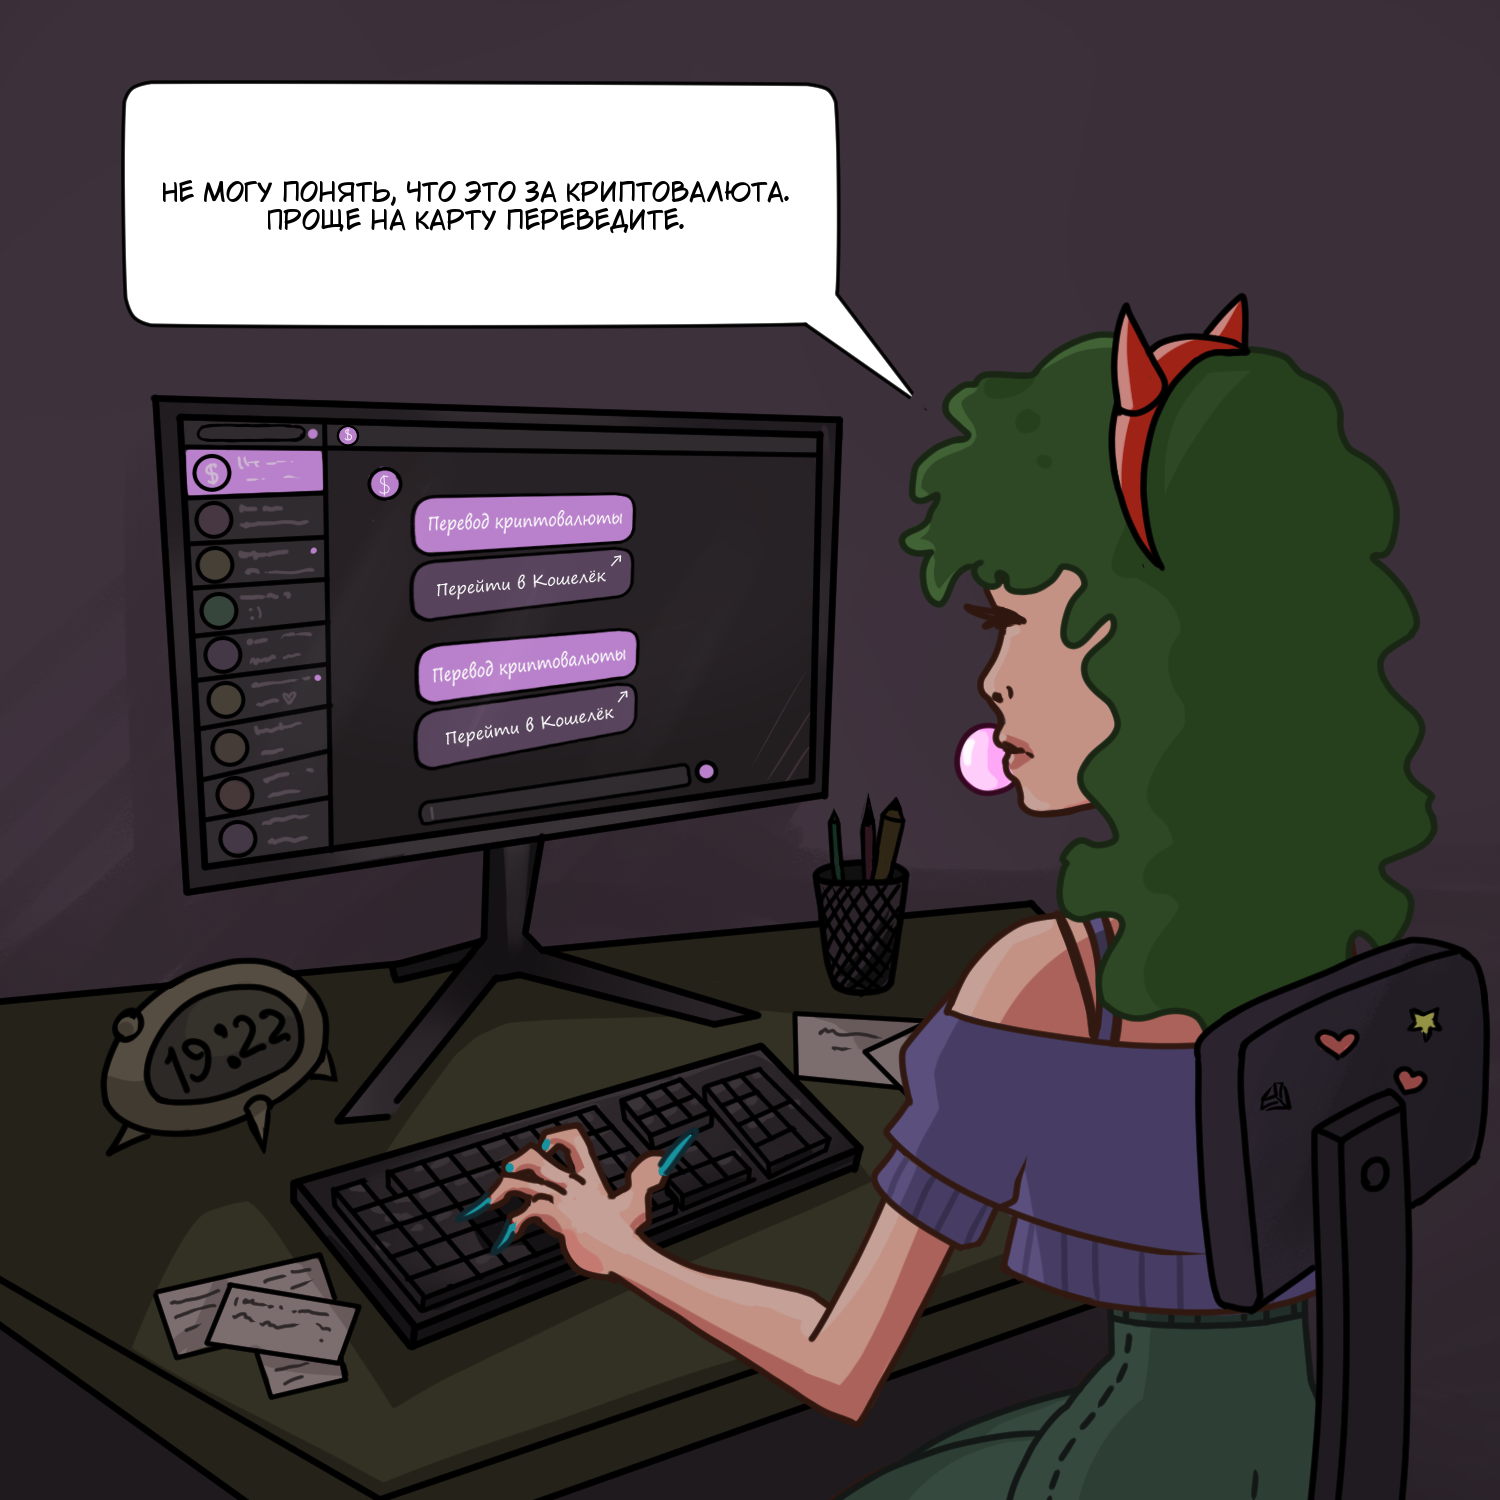 НЕ МОГУ ПОНЯТЬ, ЧТО ЭТО ЗА КРИПТОВАЛЮТА.
ПРОЩЕ НА КАРТУ ПЕРЕВЕДИТЕ.
$
$
$
Перевод криптовалюты
Перейти в Кошелёк
Перевод криптовалюты
Перейти в Кошелёк
:)
19:22